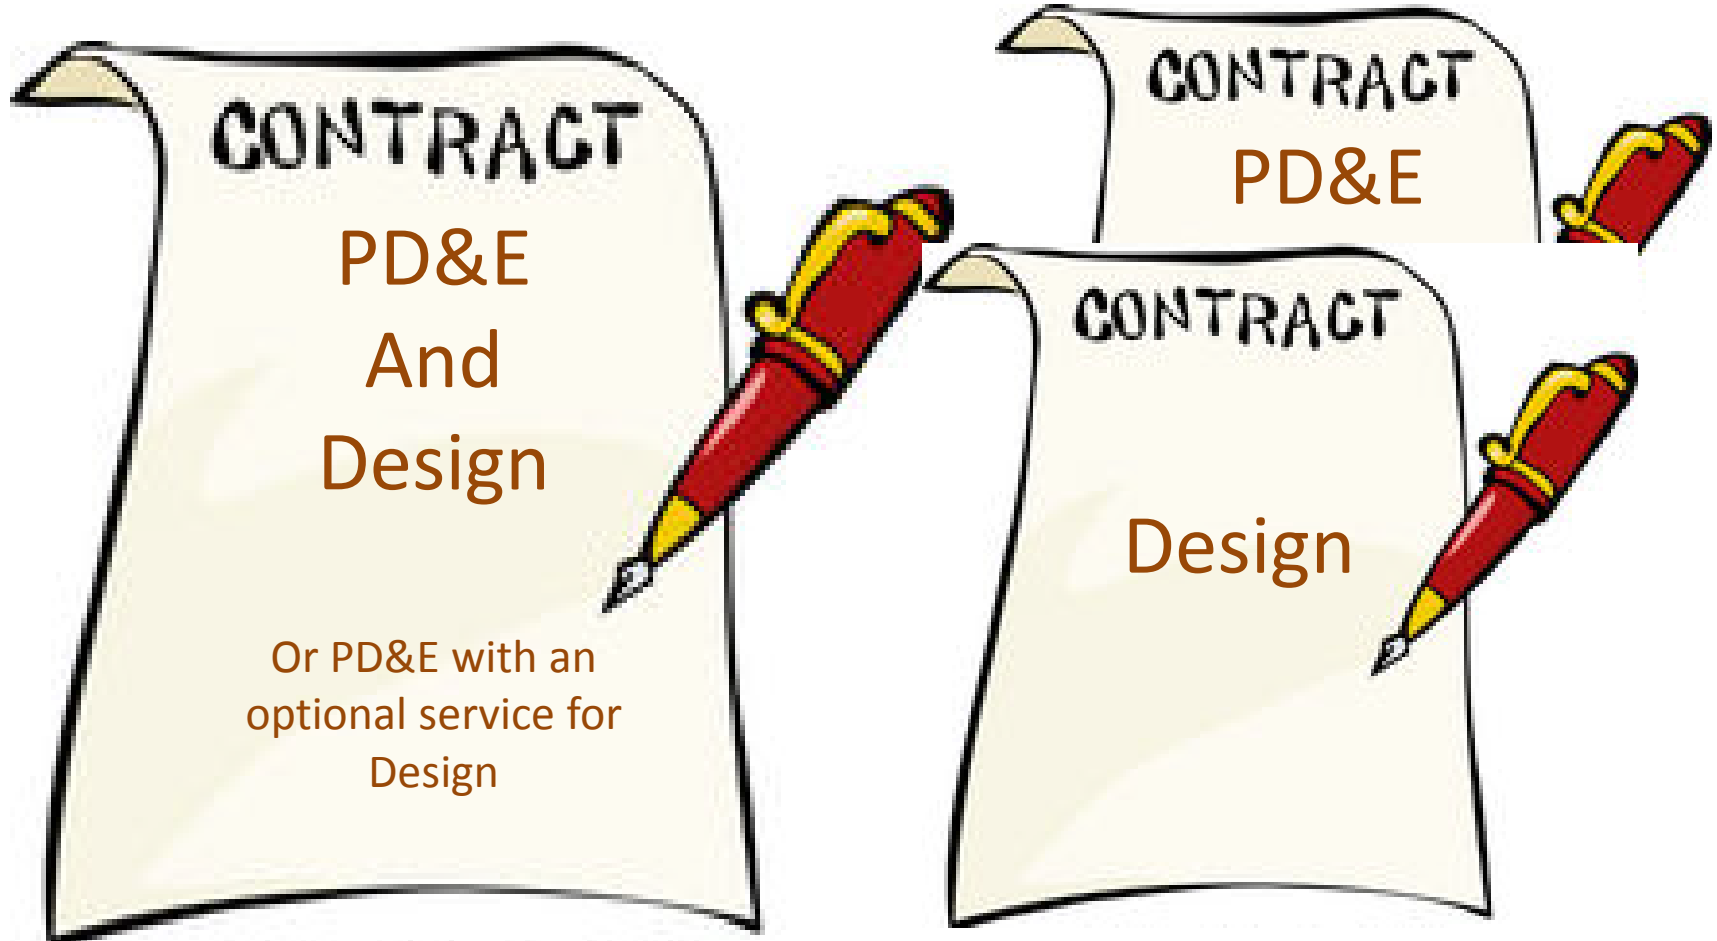 CONTRACT
PD&E
And
Design
Or PD&E with an
optional service for
Design
CONTRACT
PD&E
CONTRACT
Design